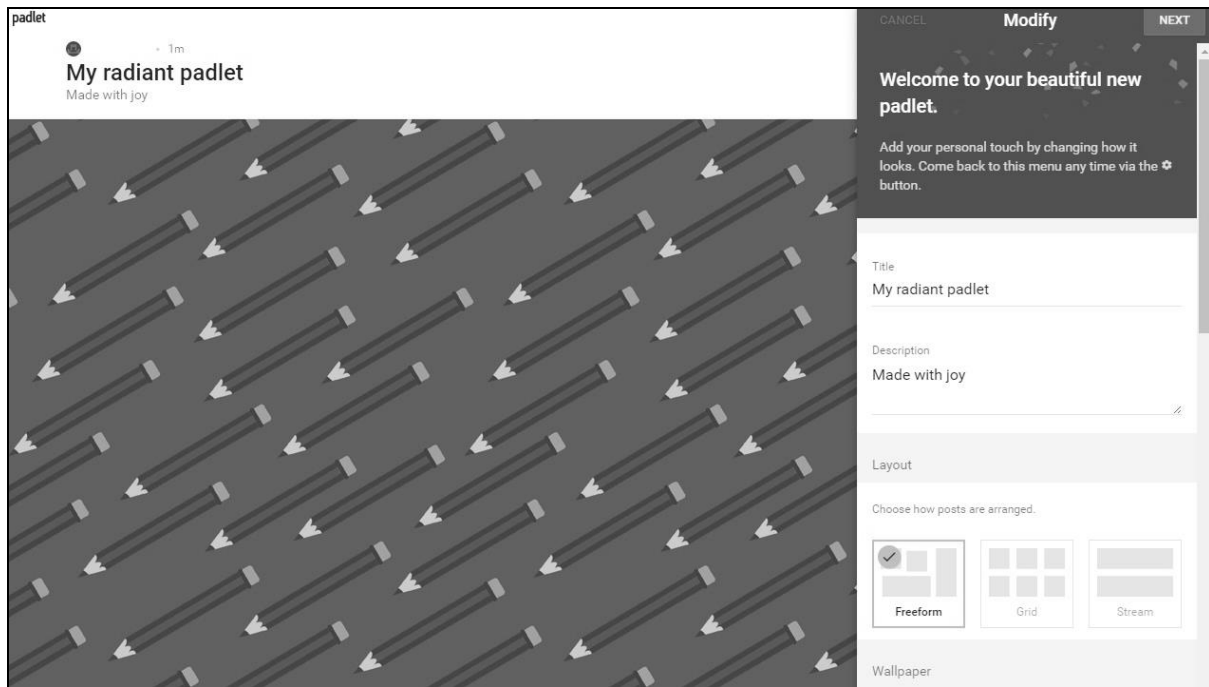 padlet
• 1m
My radiant padlet
Made with joy
CANCEL
Modify
NEXT
Welcome to your beautiful new
padlet.
Add your personal touch by changing how it
looks. Come back to this menu any time via the
button.
Title
My radiant padlet
Description
Made with joy
Layout
Choose how posts are arranged.
Freeform
Grid
Stream
Wallpaper